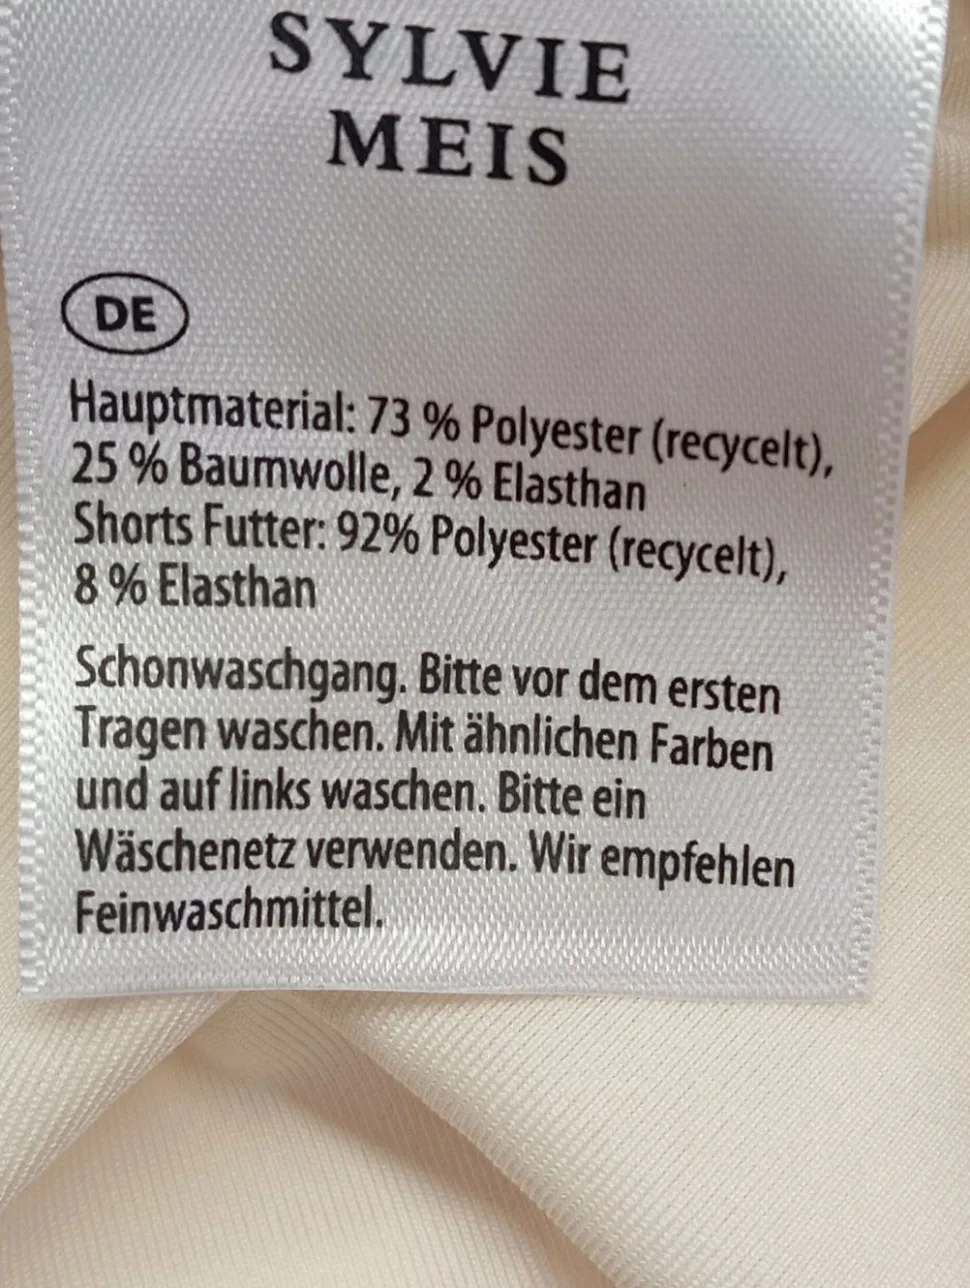 SYLVIE
MEIS
DE
Hauptmaterial: 73 % Polyester (recycelt),
25 % Baumwolle, 2 % Elasthan
Shorts Futter: 92% Polyester (recycelt),
8 % Elasthan
Schonwaschgang. Bitte vor dem ersten
Tragen waschen. Mit ähnlichen Farben
und auf links waschen. Bitte ein
Wäschenetz verwenden. Wir empfehlen
Feinwaschmittel.